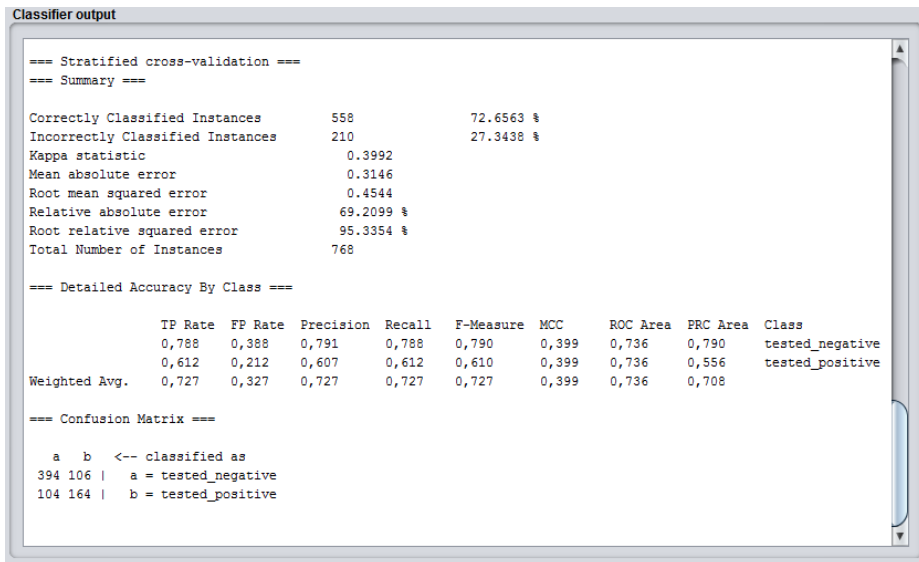 Classifier output
=== Stratified cross-validation ===
=== Summary ===
Correctly Classified Instances 558 72.6563 %
Incorrectly Classified Instances 210 27.3438 %
Kappa statistic 0.3992
Mean absolute error 0.3146
Root mean squared error 0.4544
Relative absolute error 69.2099 %
Root relative squared error 95.3354 %
Total Number of Instances 768
=== Detailed Accuracy By Class ===
TP Rate FP Rate Precision Recall F-Measure MCC ROC Area PRC Area Class
0,788 0,388 0,791 0,788 0,790 0,399 0,736 0,790 tested_negative
0,612 0,212 0,607 0,612 0,610 0,399 0,736 0,556 tested_positive
Weighted Avg. 0,727 0,327 0,727 0,727 0,727 0,399 0,736 0,708
=== Confusion Matrix ===
a b <-- classified as
394 106 | a = tested_negative
104 164 | b = tested_positive